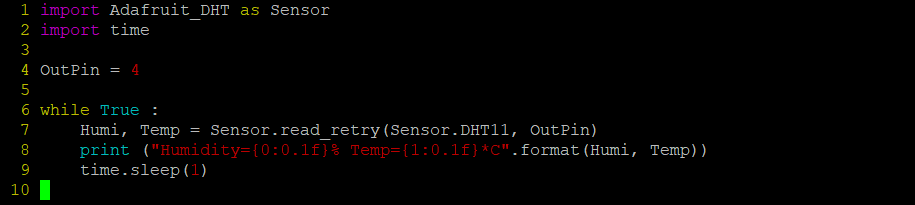 1 import Adafruit_DHT as Sensor
2 import time
3
4 OutPin = 4
5
6 while True :
7     Humi, Temp = Sensor.read_retry(Sensor.DHT11, OutPin)
8     print ("Humidity={0:0.1f}% Temp={1:0.1f}*C".format(Humi, Temp))
9     time.sleep(1)
10